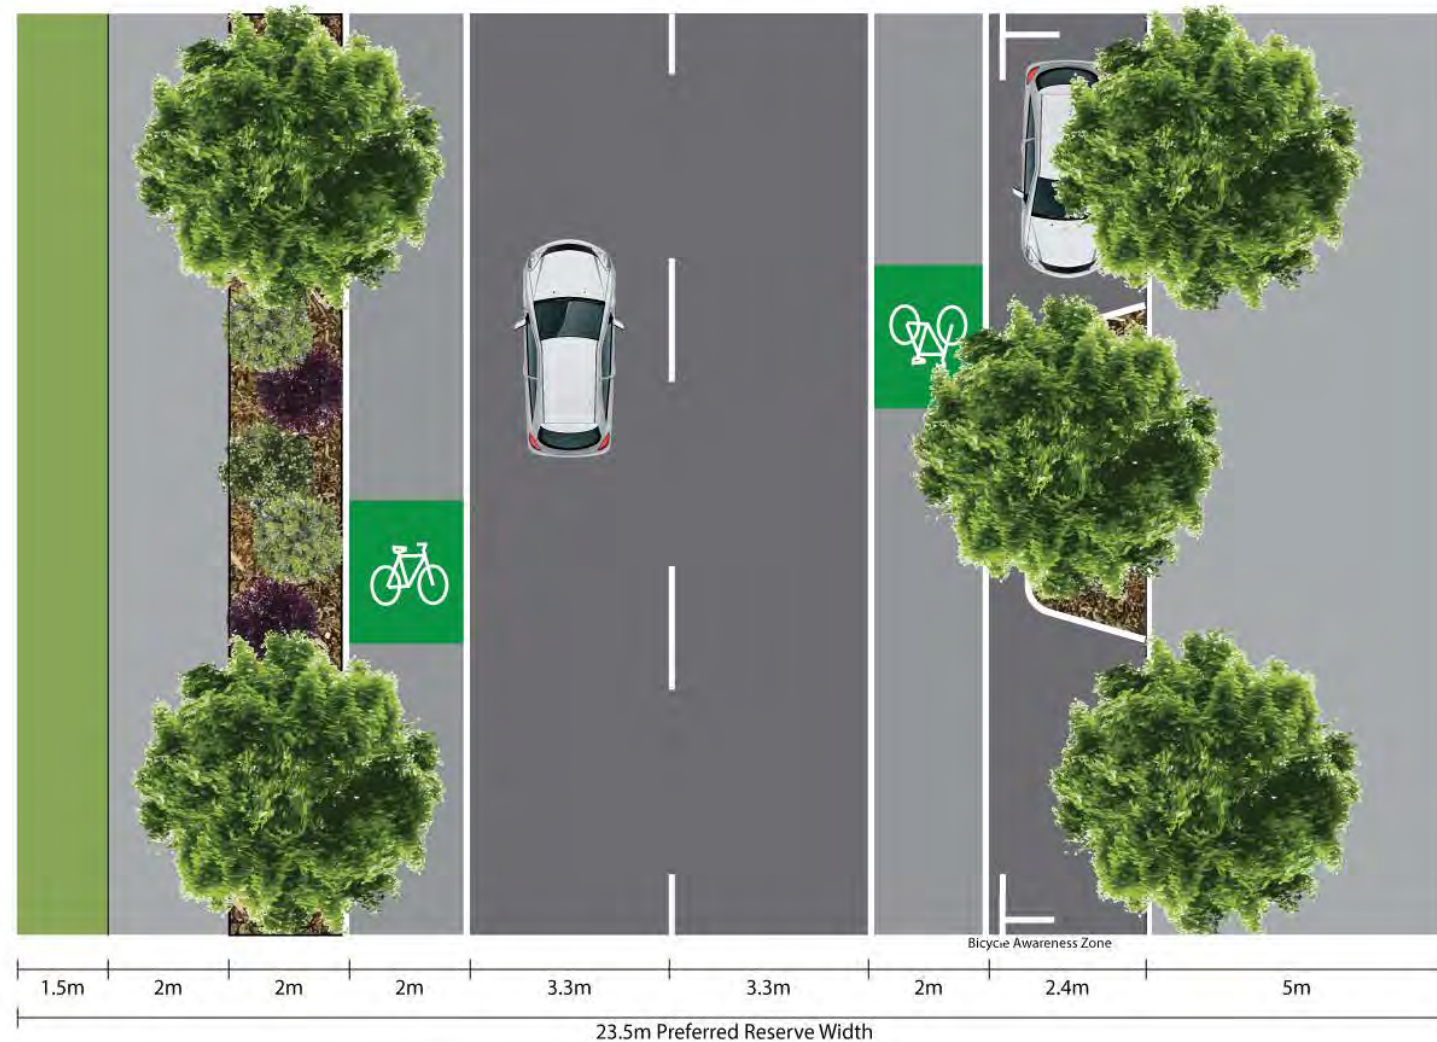 Bicycle Awareness Zone
1.5m 2m 2m 2m 3.3m 3.3m 2m 2.4m 5m
23.5m Preferred Reserve Width